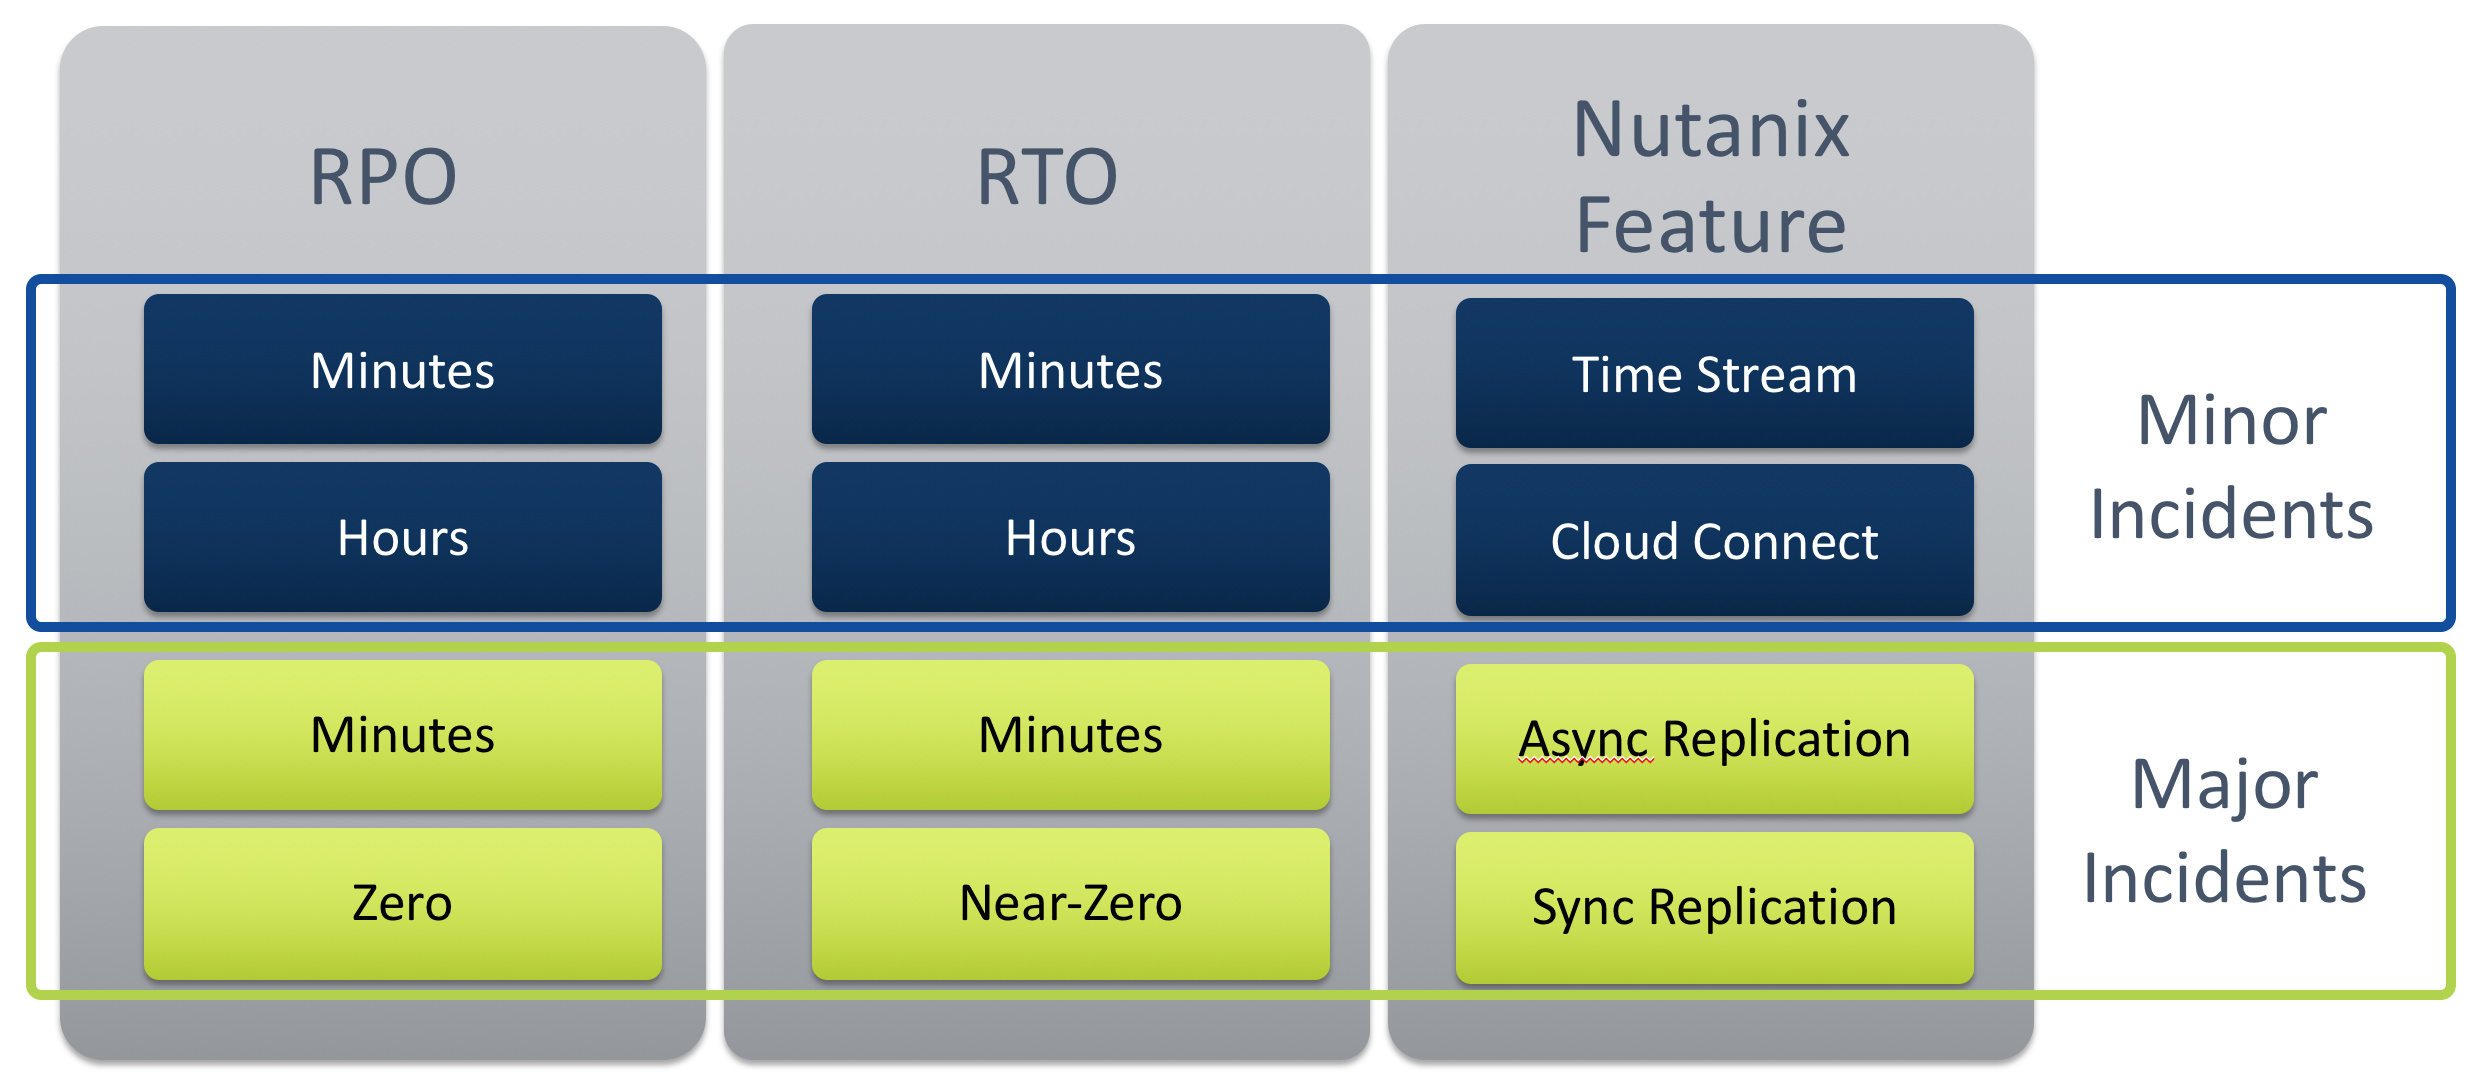 RPO
RTO
Nutanix
Feature
Minutes
Minutes
Time Stream
Hours
Hours
Cloud Connect
Minor
Incidents
Minutes
Minutes
Async Replication
Zero
Near-Zero
Sync Replication
Major
Incidents